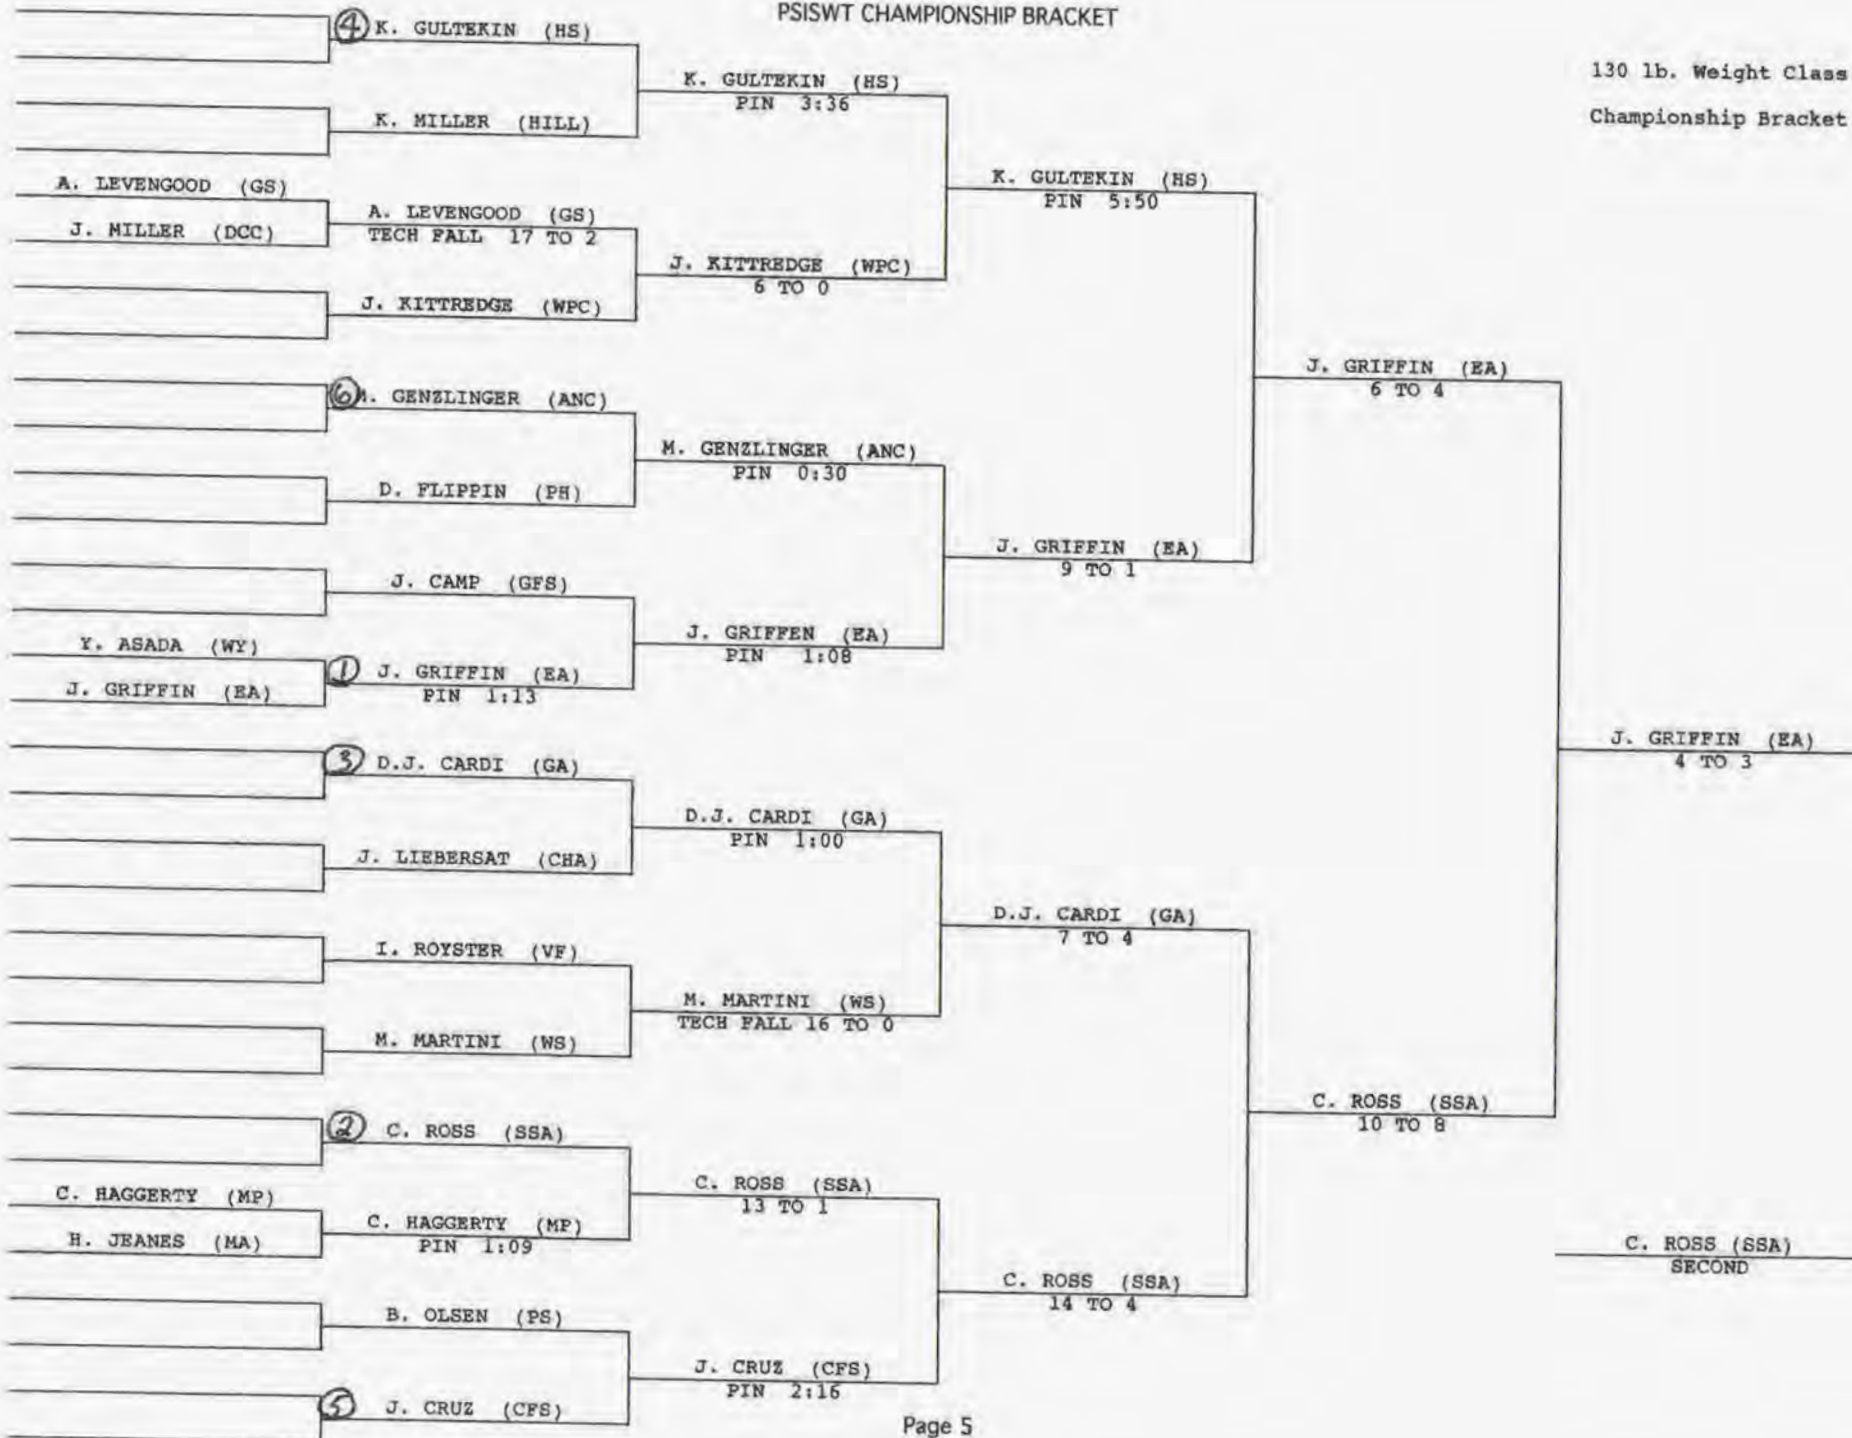 PSISWT CHAMPIONSHIP BRACKET
130 lb. Weight Class
Championship Bracket
④ K. GULTEKIN (HS)
K. GULTEKIN (HS)
PIN 3:36
K. MILLER (HILL)
K. GULTEKIN (HS)
PIN 5:50
A. LEVENGOOD (GS)
A. LEVENGOOD (GS)
TECH FALL 17 TO 2
J. MILLER (DCC)
J. KITTREDGE (WPC)
6 TO 0
J. KITTREDGE (WPC)
J. GRIFFIN (EA)
6 TO 4
⑥ M. GENZLINGER (ANC)
M. GENZLINGER (ANC)
PIN 0:30
D. FLIPPIN (PH)
J. GRIFFIN (EA)
9 TO 1
J. CAMP (GFS)
J. GRIFFEN (EA)
PIN 1:08
Y. ASADA (WY)
① J. GRIFFIN (EA)
PIN 1:13
J. GRIFFIN (EA)
J. GRIFFIN (EA)
4 TO 3
③ D.J. CARDI (GA)
D.J. CARDI (GA)
PIN 1:00
J. LIEBERSAT (CHA)
D.J. CARDI (GA)
7 TO 4
I. ROYSTER (VF)
M. MARTINI (WS)
TECH FALL 16 TO 0
M. MARTINI (WS)
C. ROSS (SSA)
10 TO 8
② C. ROSS (SSA)
C. ROSS (SSA)
13 TO 1
C. HAGGERTY (MP)
C. HAGGERTY (MP)
PIN 1:09
H. JEANES (MA)
C. ROSS (SSA)
SECOND
C. ROSS (SSA)
14 TO 4
B. OLSEN (PS)
J. CRUZ (CFS)
PIN 2:16
⑤ J. CRUZ (CFS)
Page 5